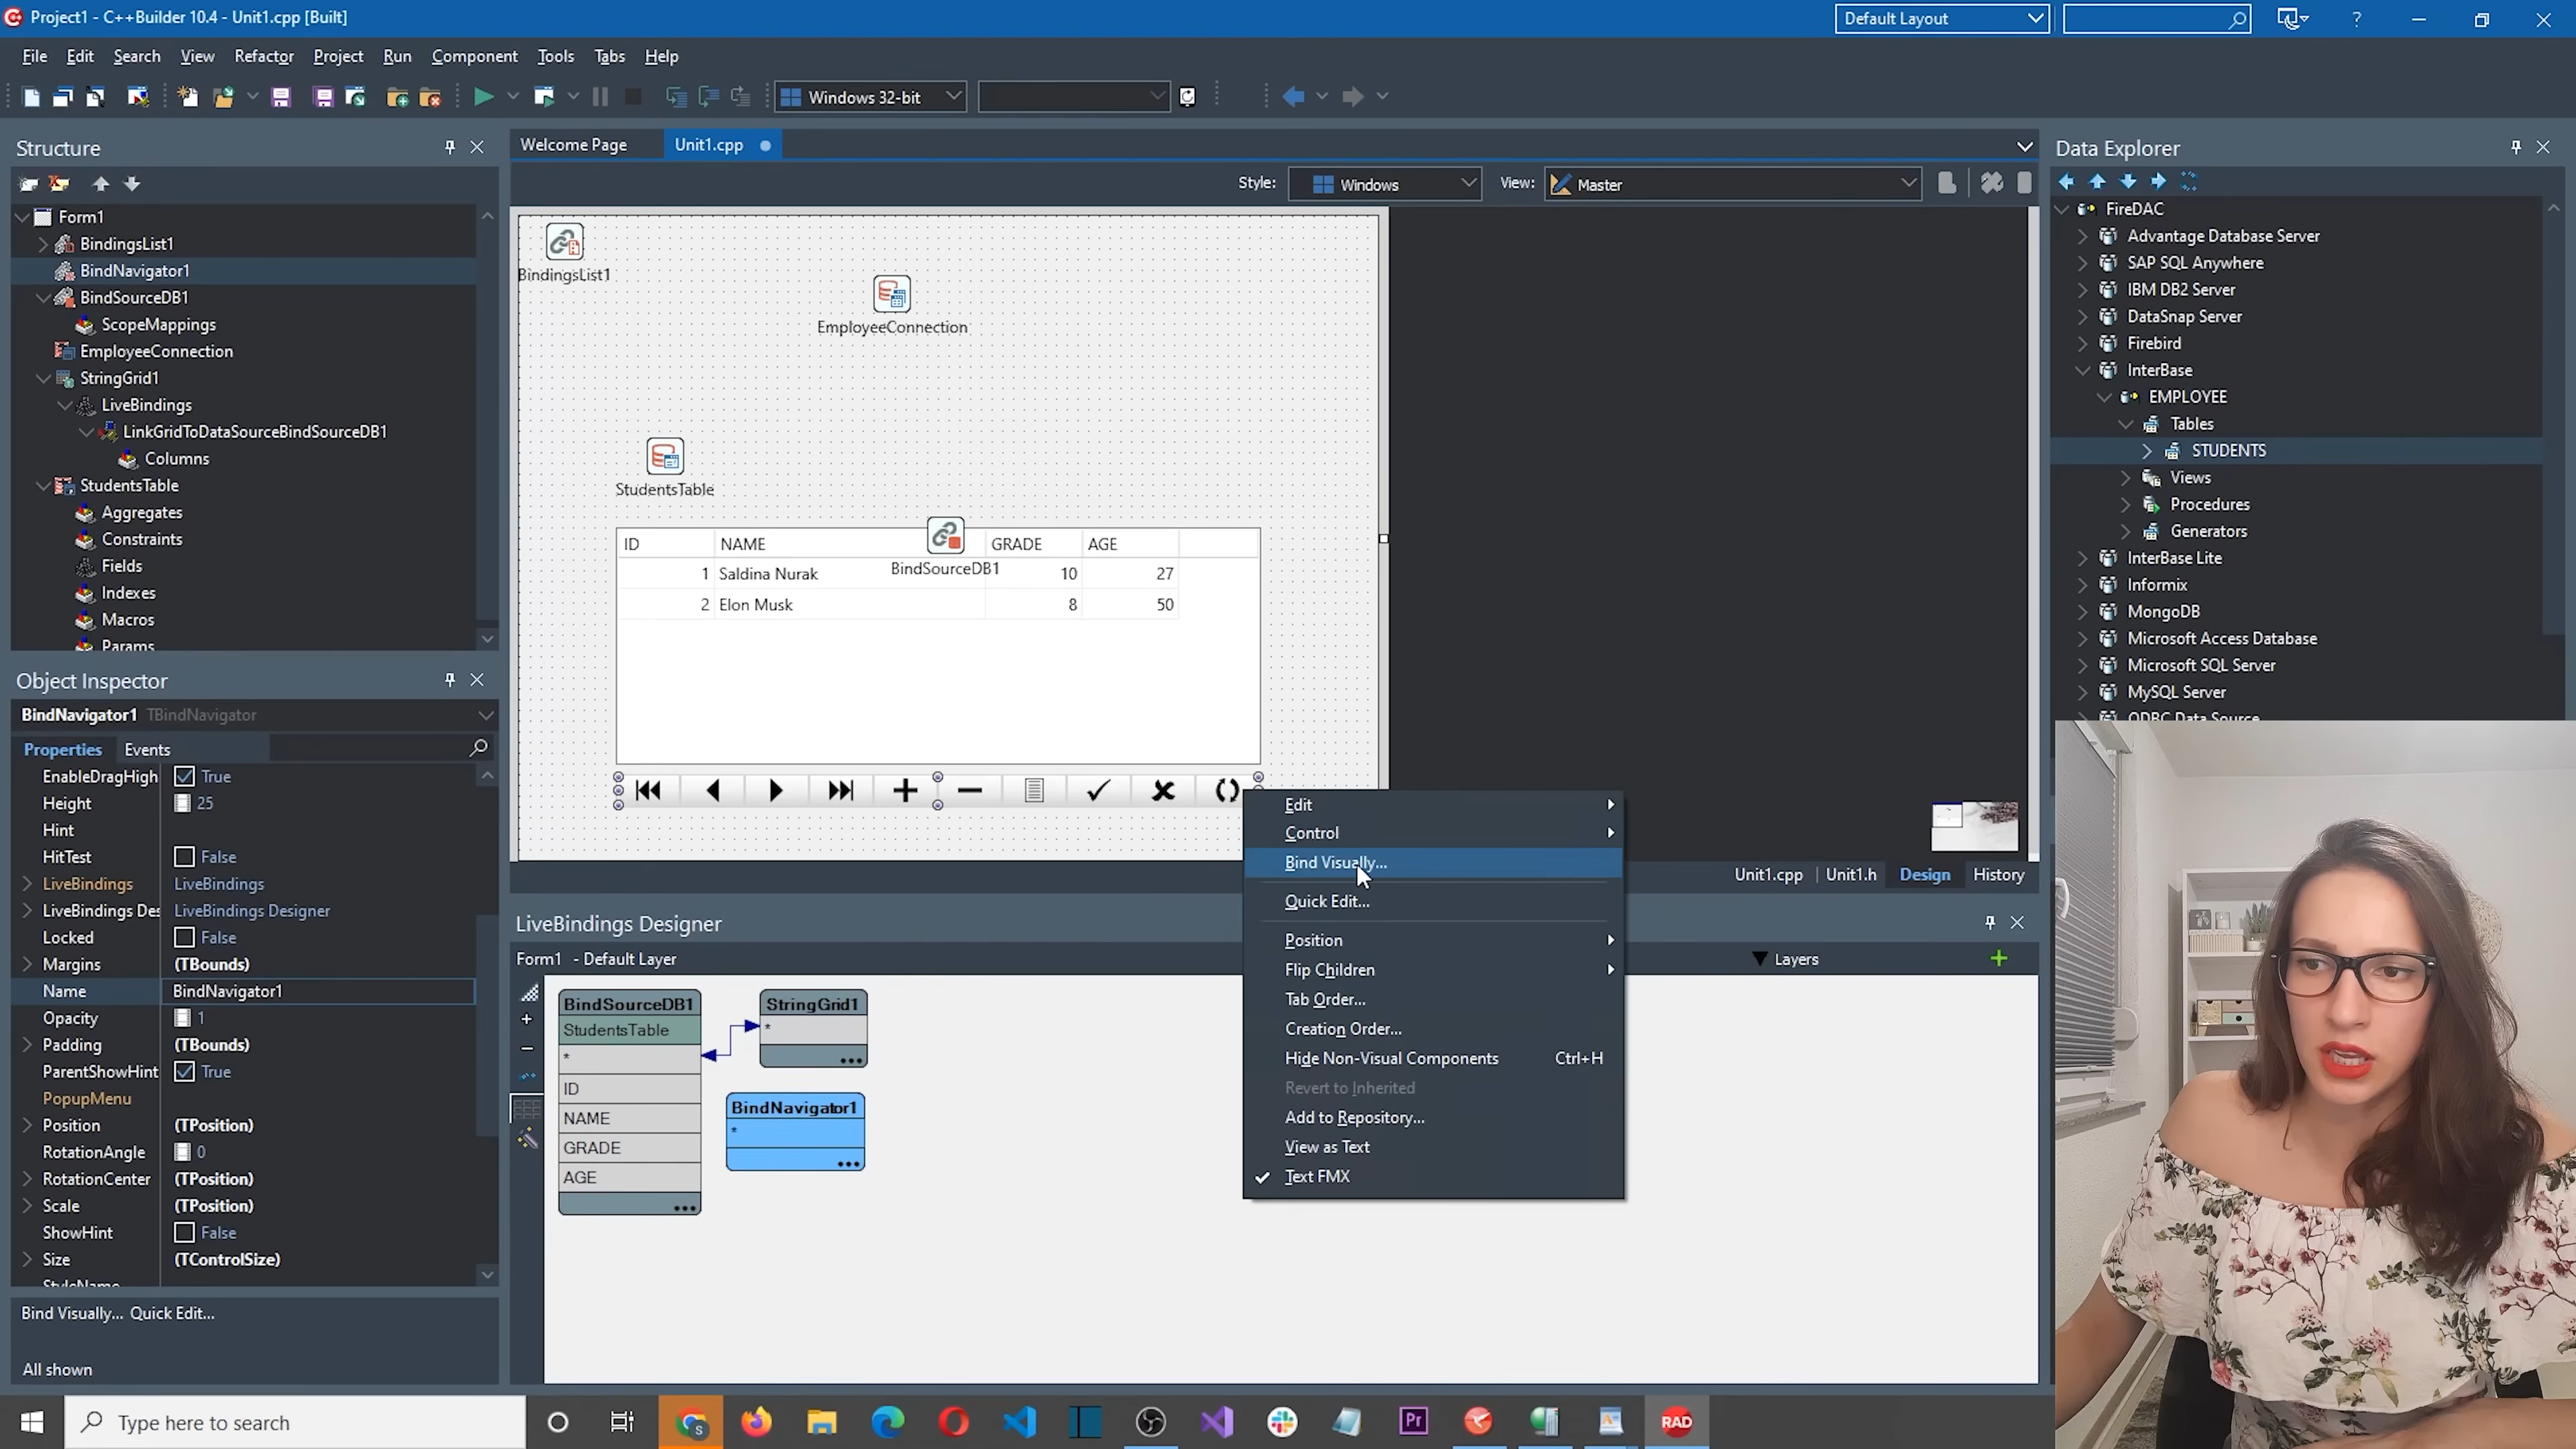 Project1 - C++Builder 10.4 - Unit1.cpp [Built]
Default Layout
?
File Edit Search View Refactor Project Run Component Tools Tabs Help
Windows 32-bit
Structure
Form1
BindingsList1
BindNavigator1
BindSourceDB1
ScopeMappings
EmployeeConnection
StringGrid1
LiveBindings
LinkGridToDataSourceBindSourceDB1
Columns
StudentsTable
Aggregates
Constraints
Fields
Indexes
Macros
Params
Object Inspector
BindNavigator1 TBindNavigator
Properties Events
EnableDragHigh True
Height 25
Hint
HitTest False
LiveBindings LiveBindings
LiveBindings Des LiveBindings Designer
Locked False
Margins (TBounds)
Name BindNavigator1
Opacity 1
Padding (TBounds)
ParentShowHint True
PopupMenu
Position (TPosition)
RotationAngle 0
RotationCenter (TPosition)
Scale (TPosition)
ShowHint False
Size (TControlSize)
StyleName
Bind Visually... Quick Edit...
All shown
Welcome Page Unit1.cpp
Style: Windows View: Master
BindingsList1
EmployeeConnection
StudentsTable
ID NAME GRADE AGE
BindSourceDB1
1 Saldina Nurak 10 27
2 Elon Musk 8 50
Edit
Control
Bind Visually...
Quick Edit...
Position
Flip Children
Tab Order...
Creation Order...
Hide Non-Visual Components Ctrl+H
Revert to Inherited
Add to Repository...
View as Text
Text FMX
Unit1.cpp Unit1.h Design History
LiveBindings Designer
Form1 - Default Layer
Layers
BindSourceDB1
StudentsTable
*
ID
NAME
GRADE
AGE
StringGrid1
*
BindNavigator1
*
Data Explorer
FireDAC
Advantage Database Server
SAP SQL Anywhere
IBM DB2 Server
DataSnap Server
Firebird
InterBase
EMPLOYEE
Tables
STUDENTS
Views
Procedures
Generators
InterBase Lite
Informix
MongoDB
Microsoft Access Database
Microsoft SQL Server
MySQL Server
ODBC Data Source
Type here to search
S
Pr
RAD